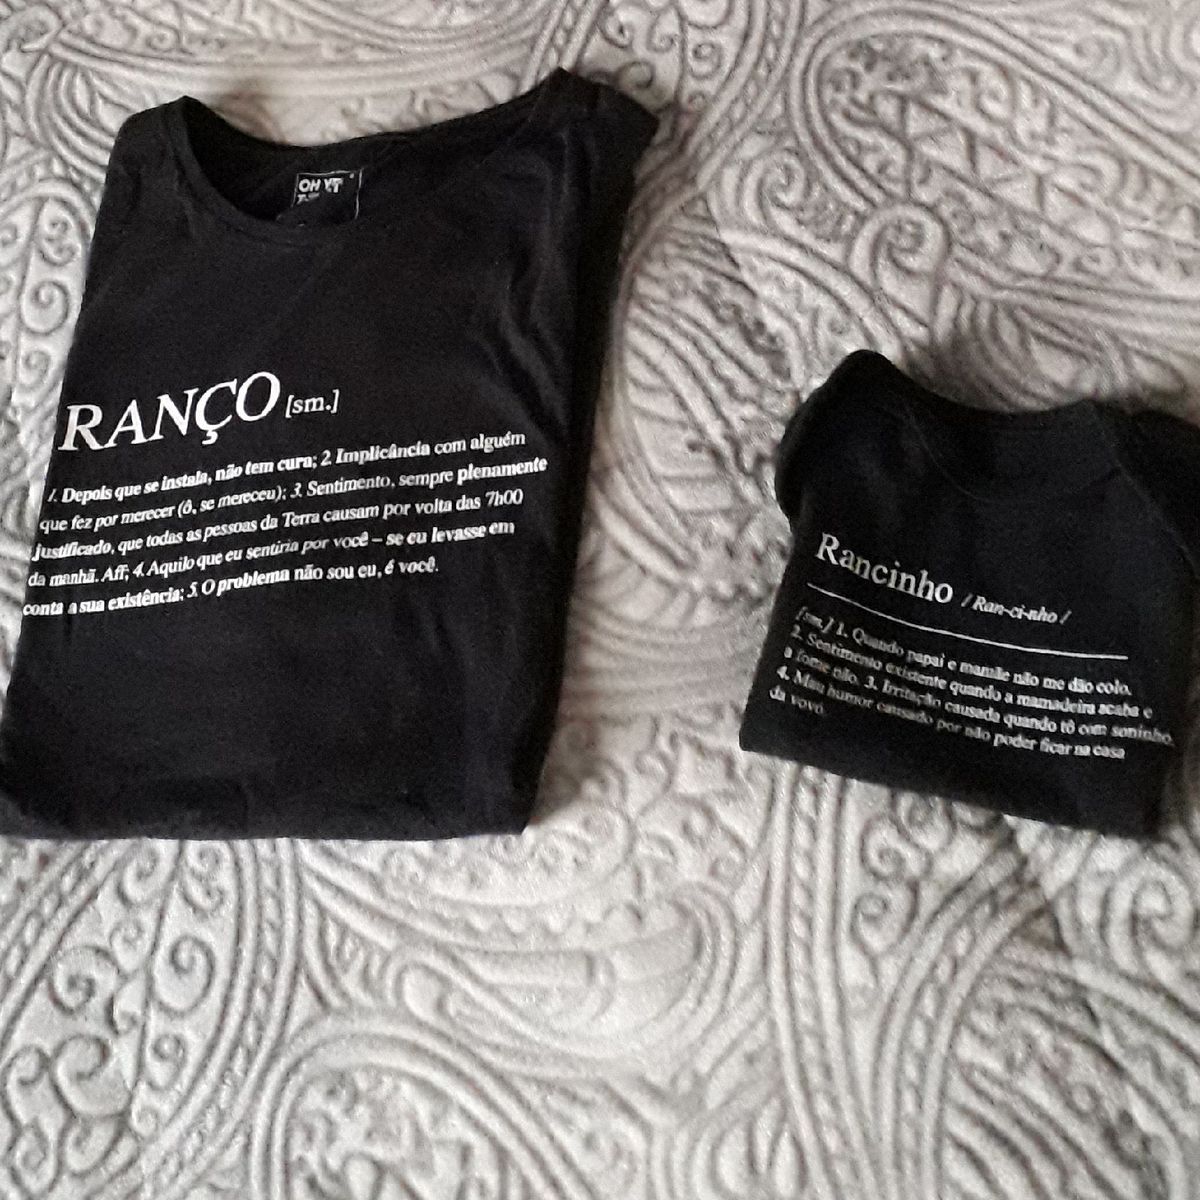 OH MY
RANÇO [sm.]
1. Depois que se instala, não tem cura; 2. Implicância com alguém
que fez por merecer (ô, se mereceu); 3. Sentimento, sempre plenamente
justificado, que todas as pessoas da Terra causam por volta das 7h00
da manhã. Aff; 4. Aquilo que eu sentiria por você – se eu levasse em
conta a sua existência; 5. O problema não sou eu, é você.
Rancinho / Ran-ci-nho /
[sm.] 1. Quando papai e mamãe não me dão colo.
2. Sentimento existente quando a mamadeira acaba e
a fome não. 3. Irritação causada quando tô com soninho.
4. Mau humor causado por não poder ficar na casa
da vovó.